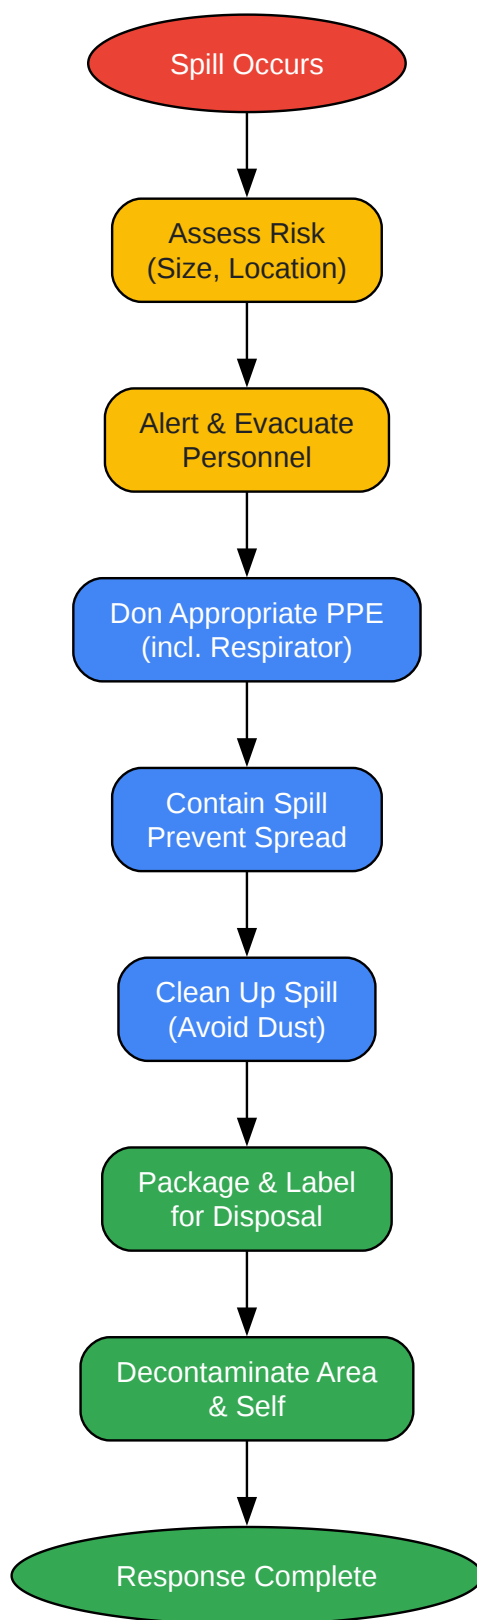 Spill Occurs
Assess Risk
(Size, Location)
Alert & Evacuate
Personnel
Don Appropriate PPE
(incl. Respirator)
Contain Spill
Prevent Spread
Clean Up Spill
(Avoid Dust)
Package & Label
for Disposal
Decontaminate Area
& Self
Response Complete